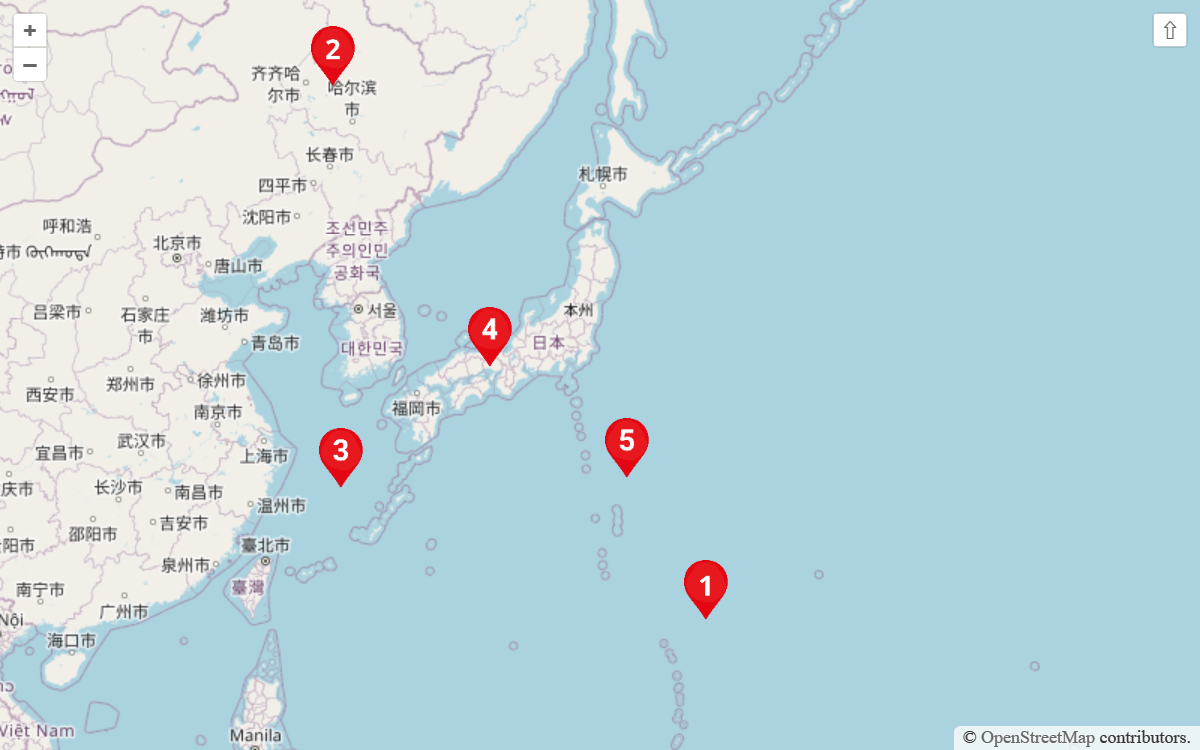 +
−
⇧
2
齐齐哈
尔市
哈尔滨
市
长春市
札幌市
四平市
沈阳市
조선민주
주의인민
공화국
呼和浩
特市
北京市
唐山市
4
本州
日本
서울
吕梁市
石家庄
市
潍坊市
青岛市
대한민국
郑州市
徐州市
西安市
南京市
福冈市
武汉市
宜昌市
上海市
3
5
长沙市
南昌市
温州市
吉安市
邵阳市
臺北市
泉州市
1
南宁市
臺灣
广州市
Nội
海口市
Việt Nam
Manila
© OpenStreetMap contributors.